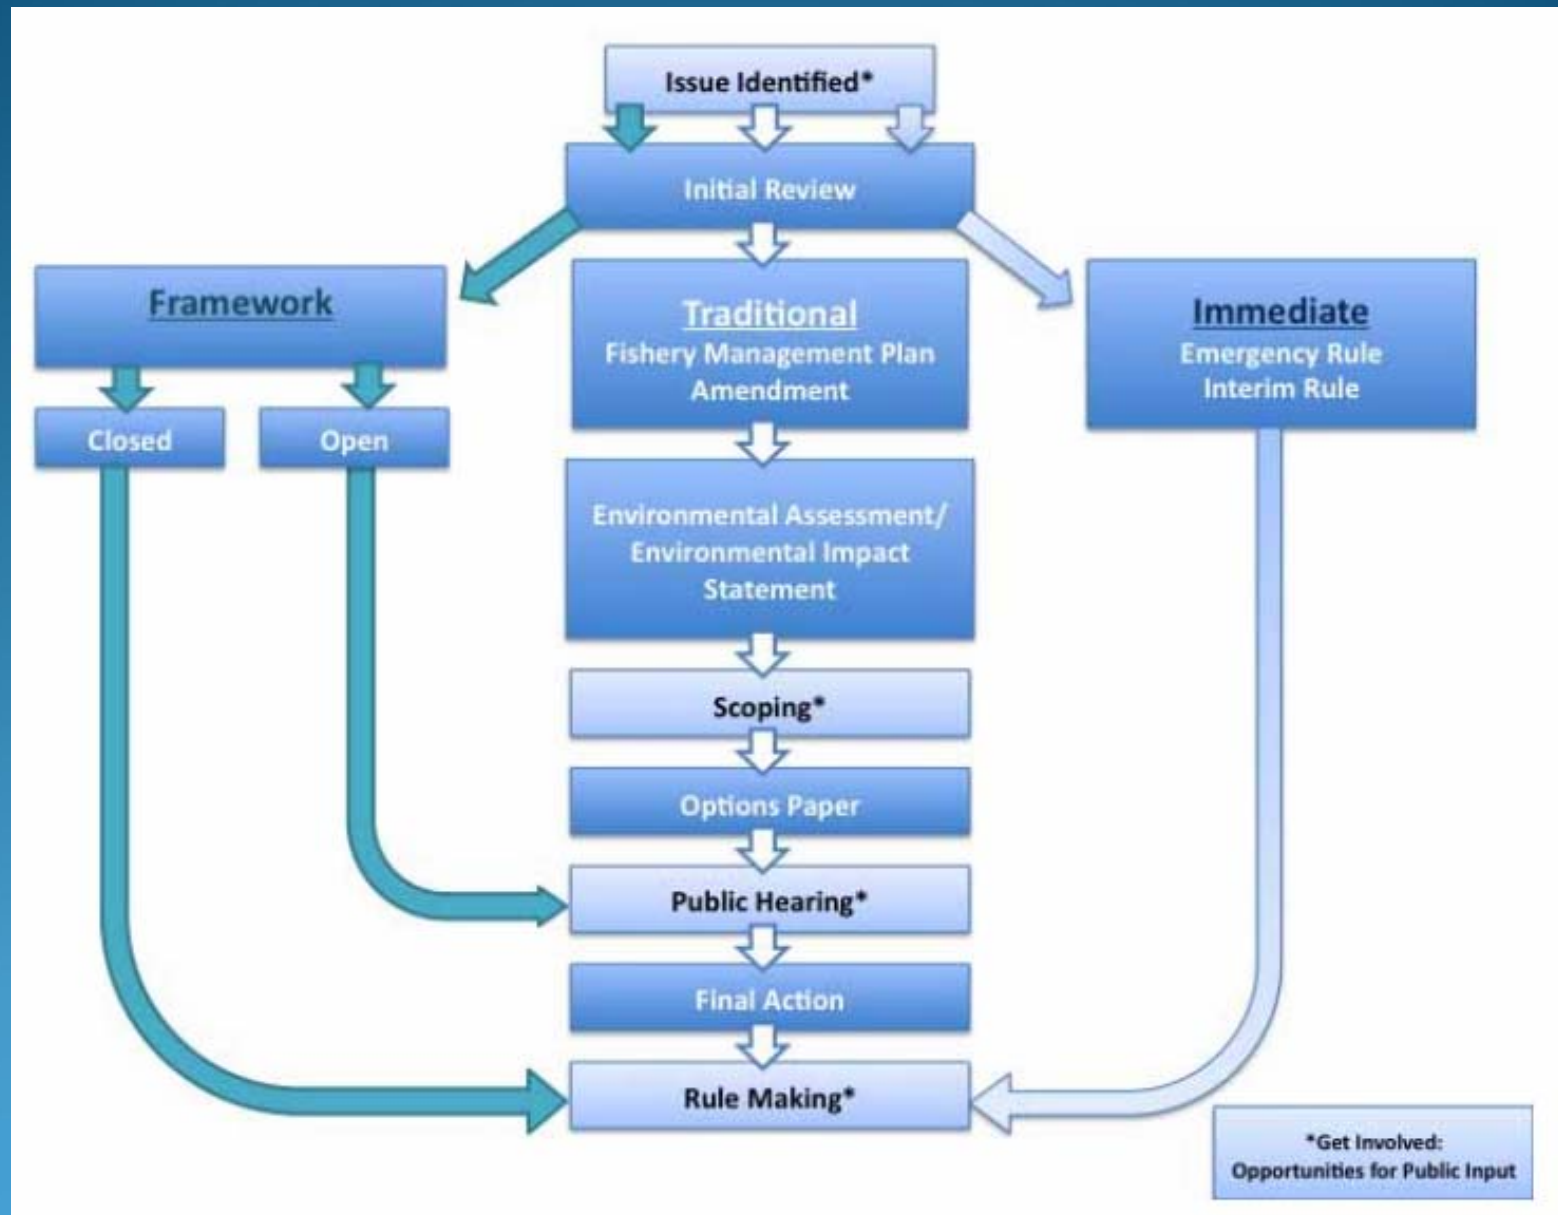 Issue Identified*
Initial Review
Framework
Closed
Open
Traditional
Fishery Management Plan
Amendment
Immediate
Emergency Rule
Interim Rule
Environmental Assessment/
Environmental Impact
Statement
Scoping*
Options Paper
Public Hearing*
Final Action
Rule Making*
*Get Involved:
Opportunities for Public Input